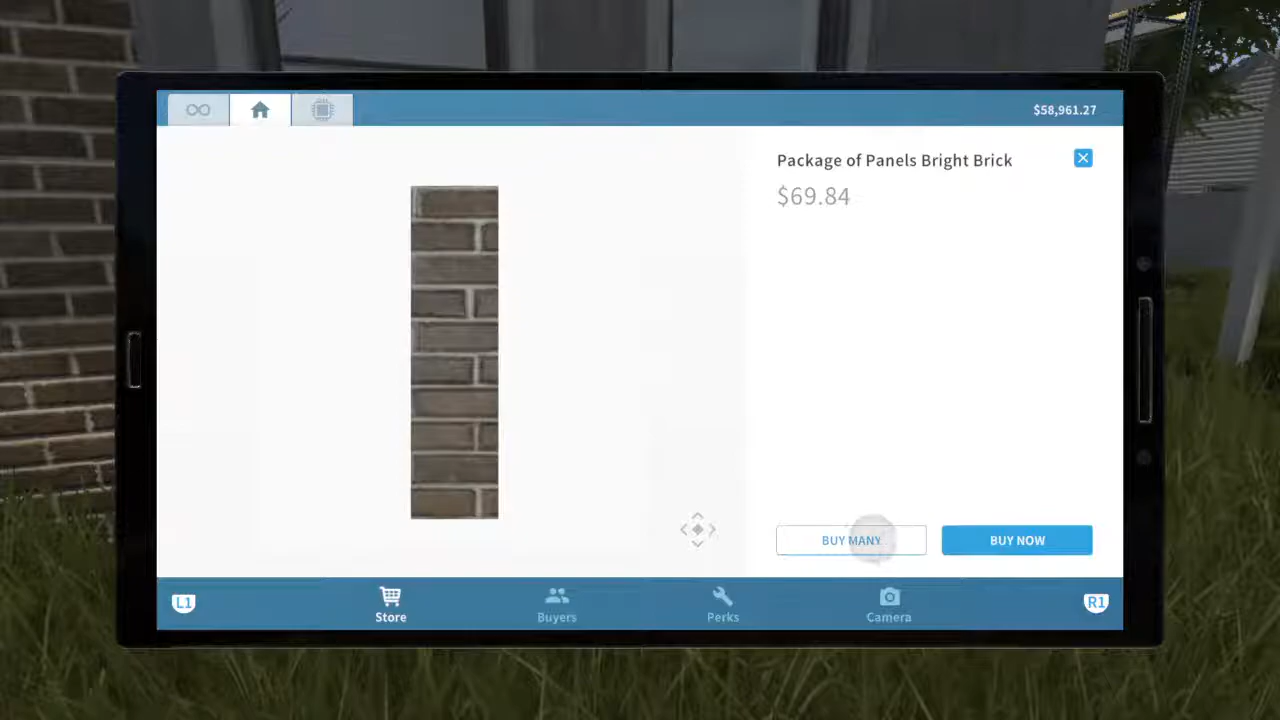 $58,961.27
Package of Panels Bright Brick
$69.84
BUY MANY
BUY NOW
L1
Store
Buyers
Perks
Camera
R1